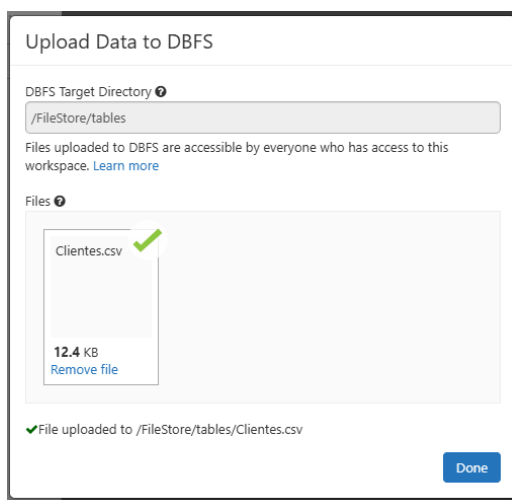 Upload Data to DBFS
DBFS Target Directory
/FileStore/tables
Files uploaded to DBFS are accessible by everyone who has access to this
workspace. Learn more
Files
Clientes.csv
12.4 KB
Remove file
File uploaded to /FileStore/tables/Clientes.csv
Done